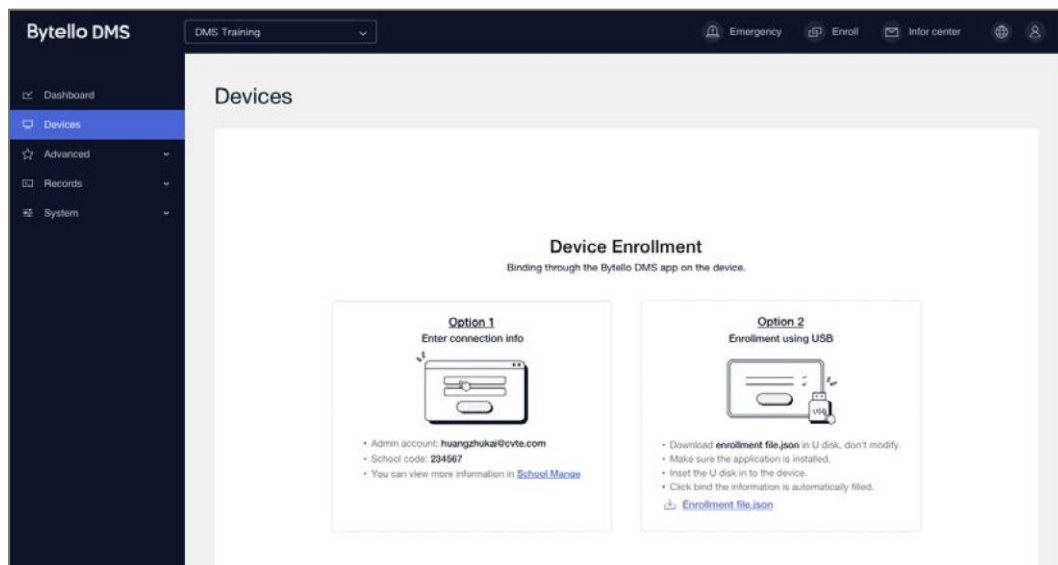 Bytello DMS
DMS Training
Emergency
Enroll
Infor center
Dashboard
Devices
Advanced
Records
System
Devices
Device Enrollment
Binding through the Bytello DMS app on the device.
Option 1
Enter connection info
• Admin account: huangzhukai@cvte.com
• School code: 234567
• You can view more information in School Mange
Option 2
Enrollment using USB
USB
• Download enrollment file.json in U disk, don't modify.
• Make sure the application is installed.
• Inset the U disk in to the device.
• Click bind the information is automatically filled.
Enrollment file.json